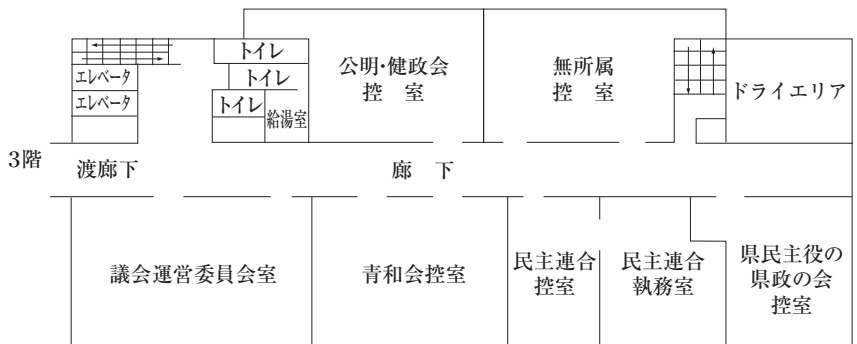 トイレ
トイレ
トイレ
給湯室
エレベータ
エレベータ
公明・健政会
控 室
無所属
控 室
ドライエリア
3階
渡廊下
廊 下
議会運営委員会室
青和会控室
民主連合
控室
民主連合
執務室
県民主役の
県政の会
控室